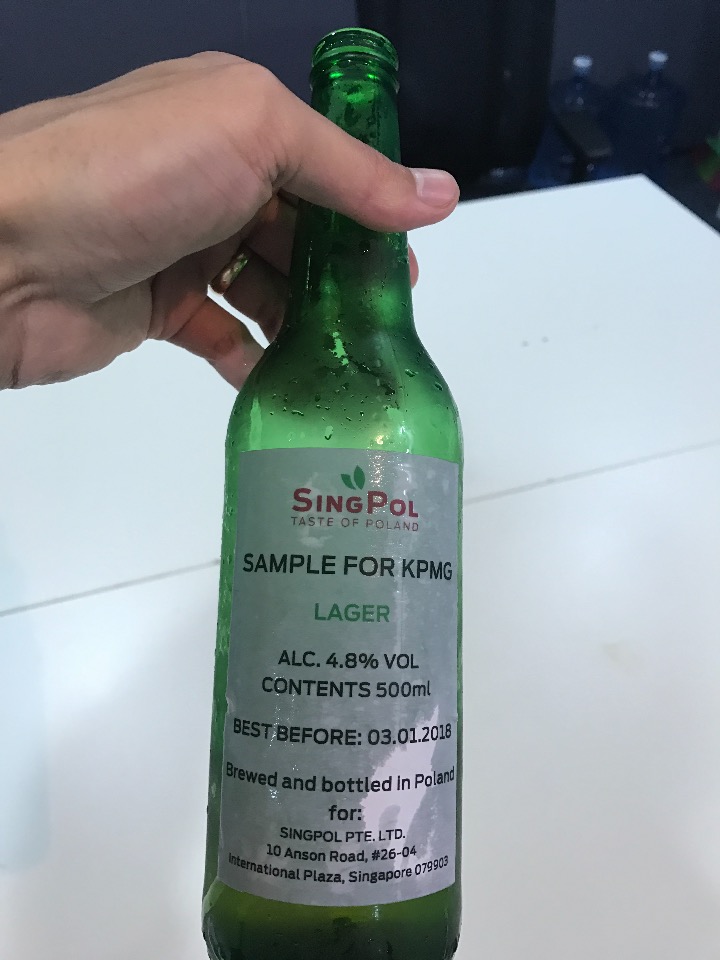 SINGPOL
TASTE OF POLAND
SAMPLE FOR KPMG
LAGER
ALC. 4.8% VOL
CONTENTS 500ml
BEST BEFORE: 03.01.2018
Brewed and bottled in Poland
for:
SINGPOL PTE. LTD.
10 Anson Road, #26-04
International Plaza, Singapore 079903